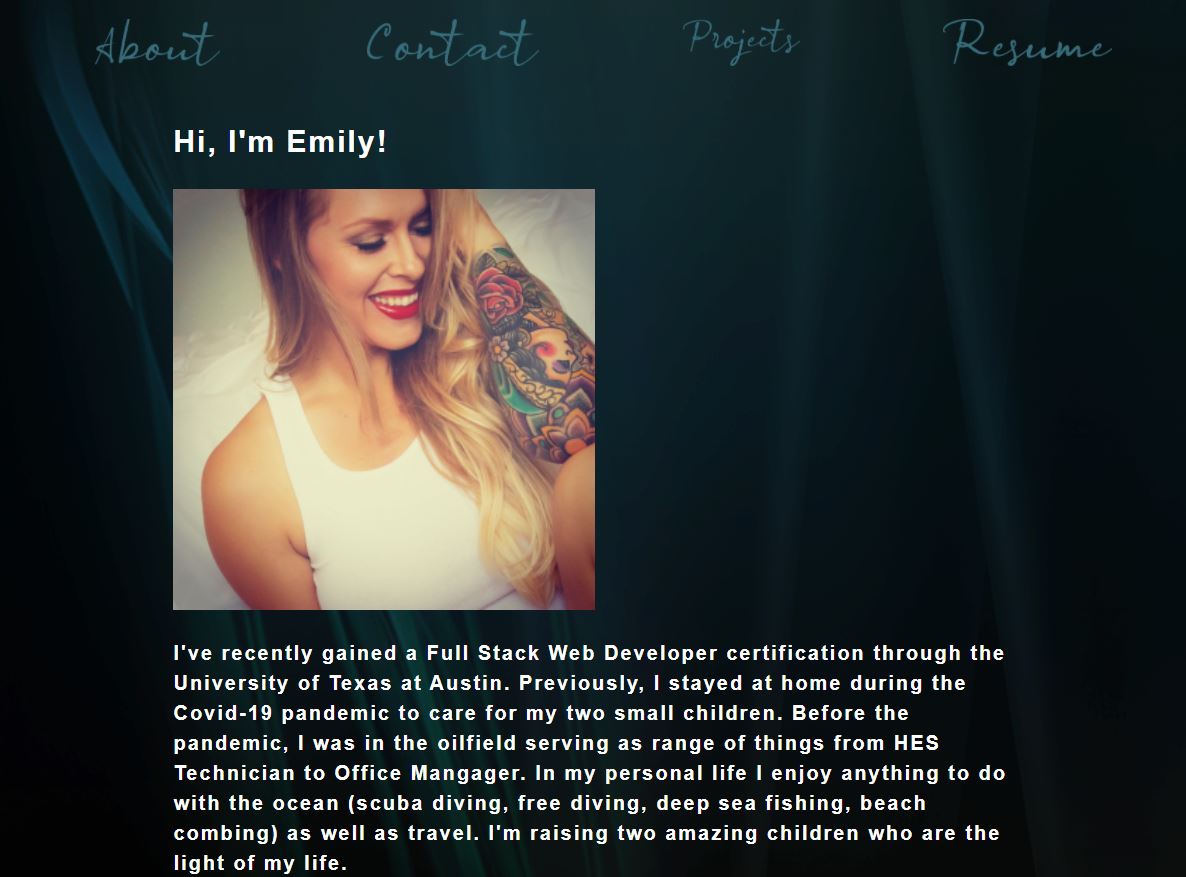 About Contact Projects Resume
Hi, I'm Emily!
I've recently gained a Full Stack Web Developer certification through the
University of Texas at Austin. Previously, I stayed at home during the
Covid-19 pandemic to care for my two small children. Before the
pandemic, I was in the oilfield serving as range of things from HES
Technician to Office Mangager. In my personal life I enjoy anything to do
with the ocean (scuba diving, free diving, deep sea fishing, beach
combing) as well as travel. I'm raising two amazing children who are the
light of my life.